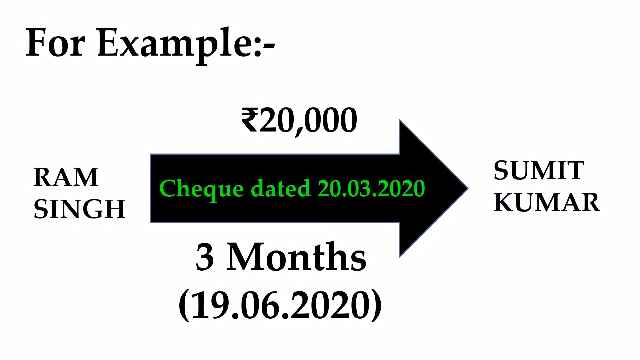 For Example:-
₹20,000
RAM
SINGH
Cheque dated 20.03.2020
SUMIT
KUMAR
3 Months
(19.06.2020)